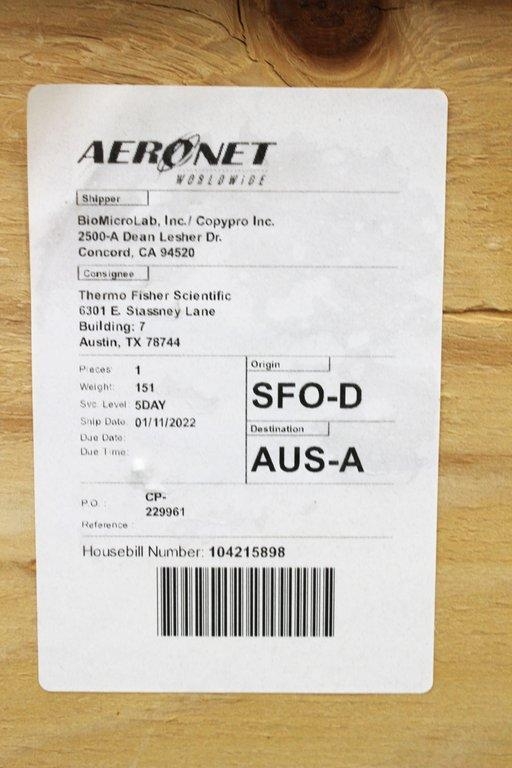 AERONET
WORLDWIDE
Shipper
BioMicroLab, Inc./ Copypro Inc.
2500-A Dean Lesher Dr.
Concord, CA 94520
Consignee
Thermo Fisher Scientific
6301 E. Stassney Lane
Building: 7
Austin, TX 78744
Pieces: 1
Weight: 151
Svc. Level: 5DAY
Ship Date: 01/11/2022
Due Date:
Due Time:
Origin
SFO-D
Destination
AUS-A
P.O. : CP-
229961
Reference :
Housebill Number: 104215898